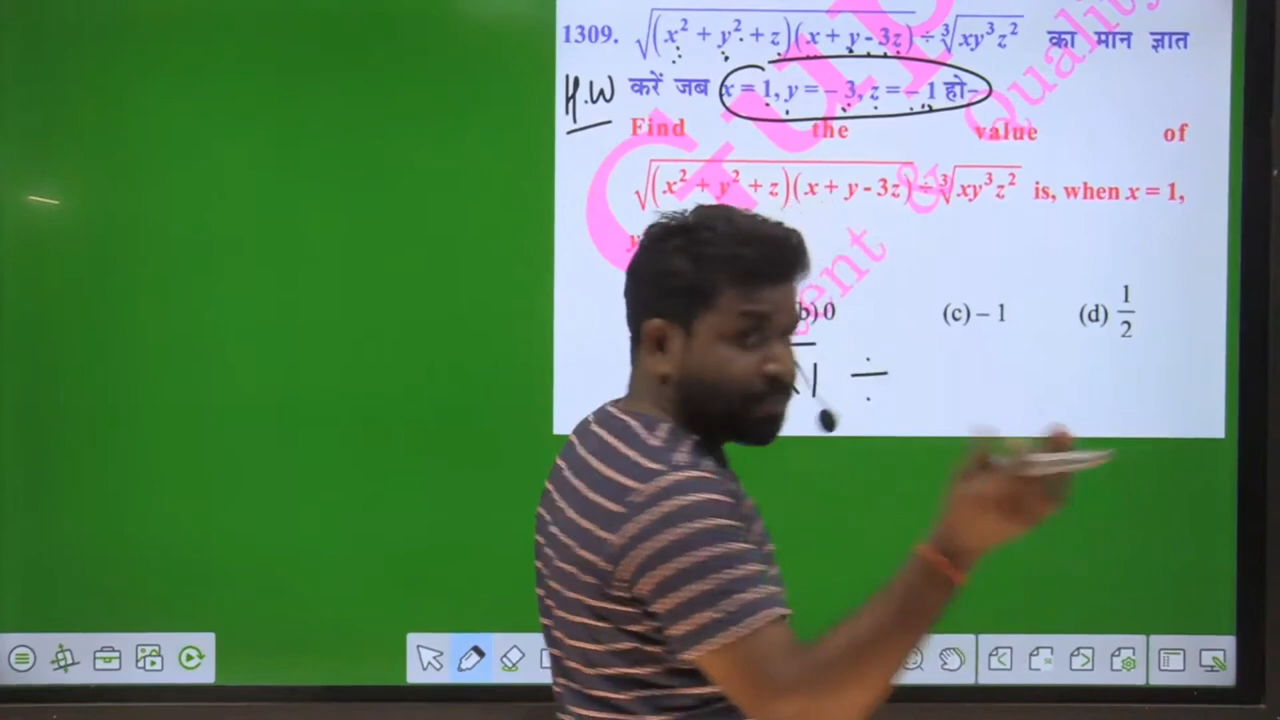 1309. √(x² + y² + z)(x + y - 3z) ÷ ∛xy³z² का मान ज्ञात
H.W करें जब x = 1, y = – 3, z = – 1 हो-
Find the value of
√(x² + y² + z)(x + y - 3z) ÷ ∛xy³z² is, when x = 1,
b) 0 (c) – 1 (d) 1/2
1 ÷